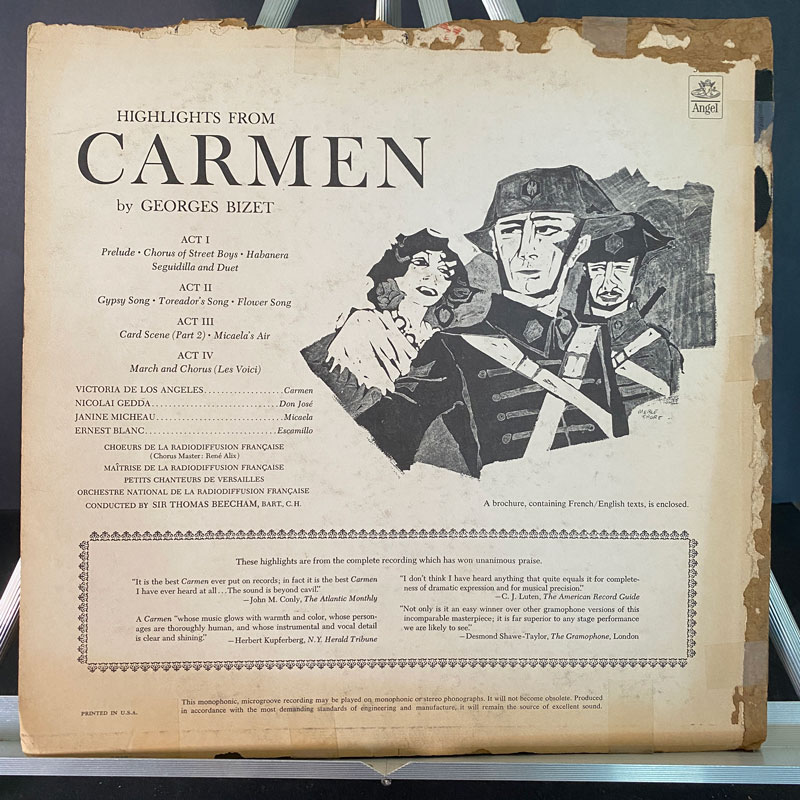 Angel
HIGHLIGHTS FROM
CARMEN
by GEORGES BIZET
ACT I
Prelude • Chorus of Street Boys • Habanera
Seguidilla and Duet
ACT II
Gypsy Song • Toreador's Song • Flower Song
ACT III
Card Scene (Part 2) • Micaela's Air
ACT IV
March and Chorus (Les Voici)
VICTORIA DE LOS ANGELES....................Carmen
NICOLAI GEDDA..............................Don José
JANINE MICHEAU.............................Micaela
ERNEST BLANC...............................Escamillo
CHOEURS DE LA RADIODIFFUSION FRANÇAISE
(Chorus Master: René Alix)
MAÎTRISE DE LA RADIODIFFUSION FRANÇAISE
PETITS CHANTEURS DE VERSAILLES
ORCHESTRE NATIONAL DE LA RADIODIFFUSION FRANÇAISE
CONDUCTED BY SIR THOMAS BEECHAM, BART., C.H.
MERLE
SHORE
A brochure, containing French/English texts, is enclosed.
These highlights are from the complete recording which has won unanimous praise.
"It is the best Carmen ever put on records; in fact it is the best Carmen
I have ever heard at all...The sound is beyond cavil."
—John M. Conly, The Atlantic Monthly
A Carmen "whose music glows with warmth and color, whose person-
ages are thoroughly human, and whose instrumental and vocal detail
is clear and shining." —Herbert Kupferberg, N.Y. Herald Tribune
"I don't think I have heard anything that quite equals it for complete-
ness of dramatic expression and for musical precision."
—C. J. Luten, The American Record Guide
"Not only is it an easy winner over other gramophone versions of this
incomparable masterpiece; it is far superior to any stage performance
we are likely to see."
—Desmond Shawe-Taylor, The Gramophone, London
PRINTED IN U.S.A.
This monophonic, microgroove recording may be played on monophonic or stereo phonographs. It will not become obsolete. Produced
in accordance with the most demanding standards of engineering and manufacture, it will remain the source of excellent sound.